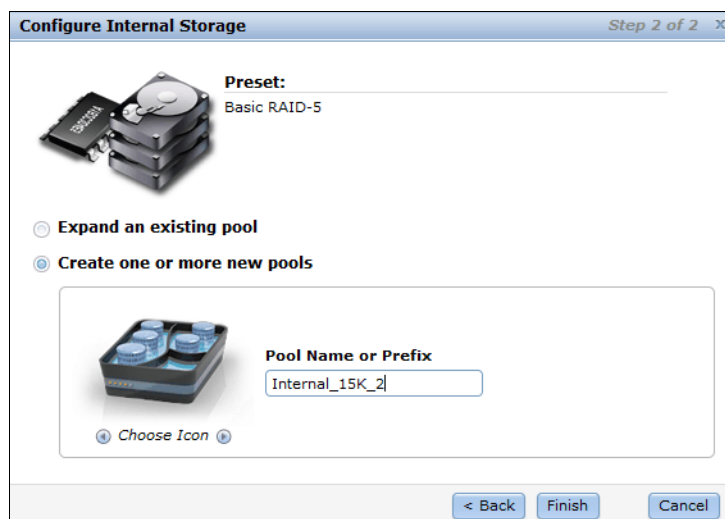 Configure Internal Storage
Step 2 of 2 x
Preset:
Basic RAID-5
Expand an existing pool
Create one or more new pools
Pool Name or Prefix
Internal_15K_2
Choose Icon
< Back Finish Cancel